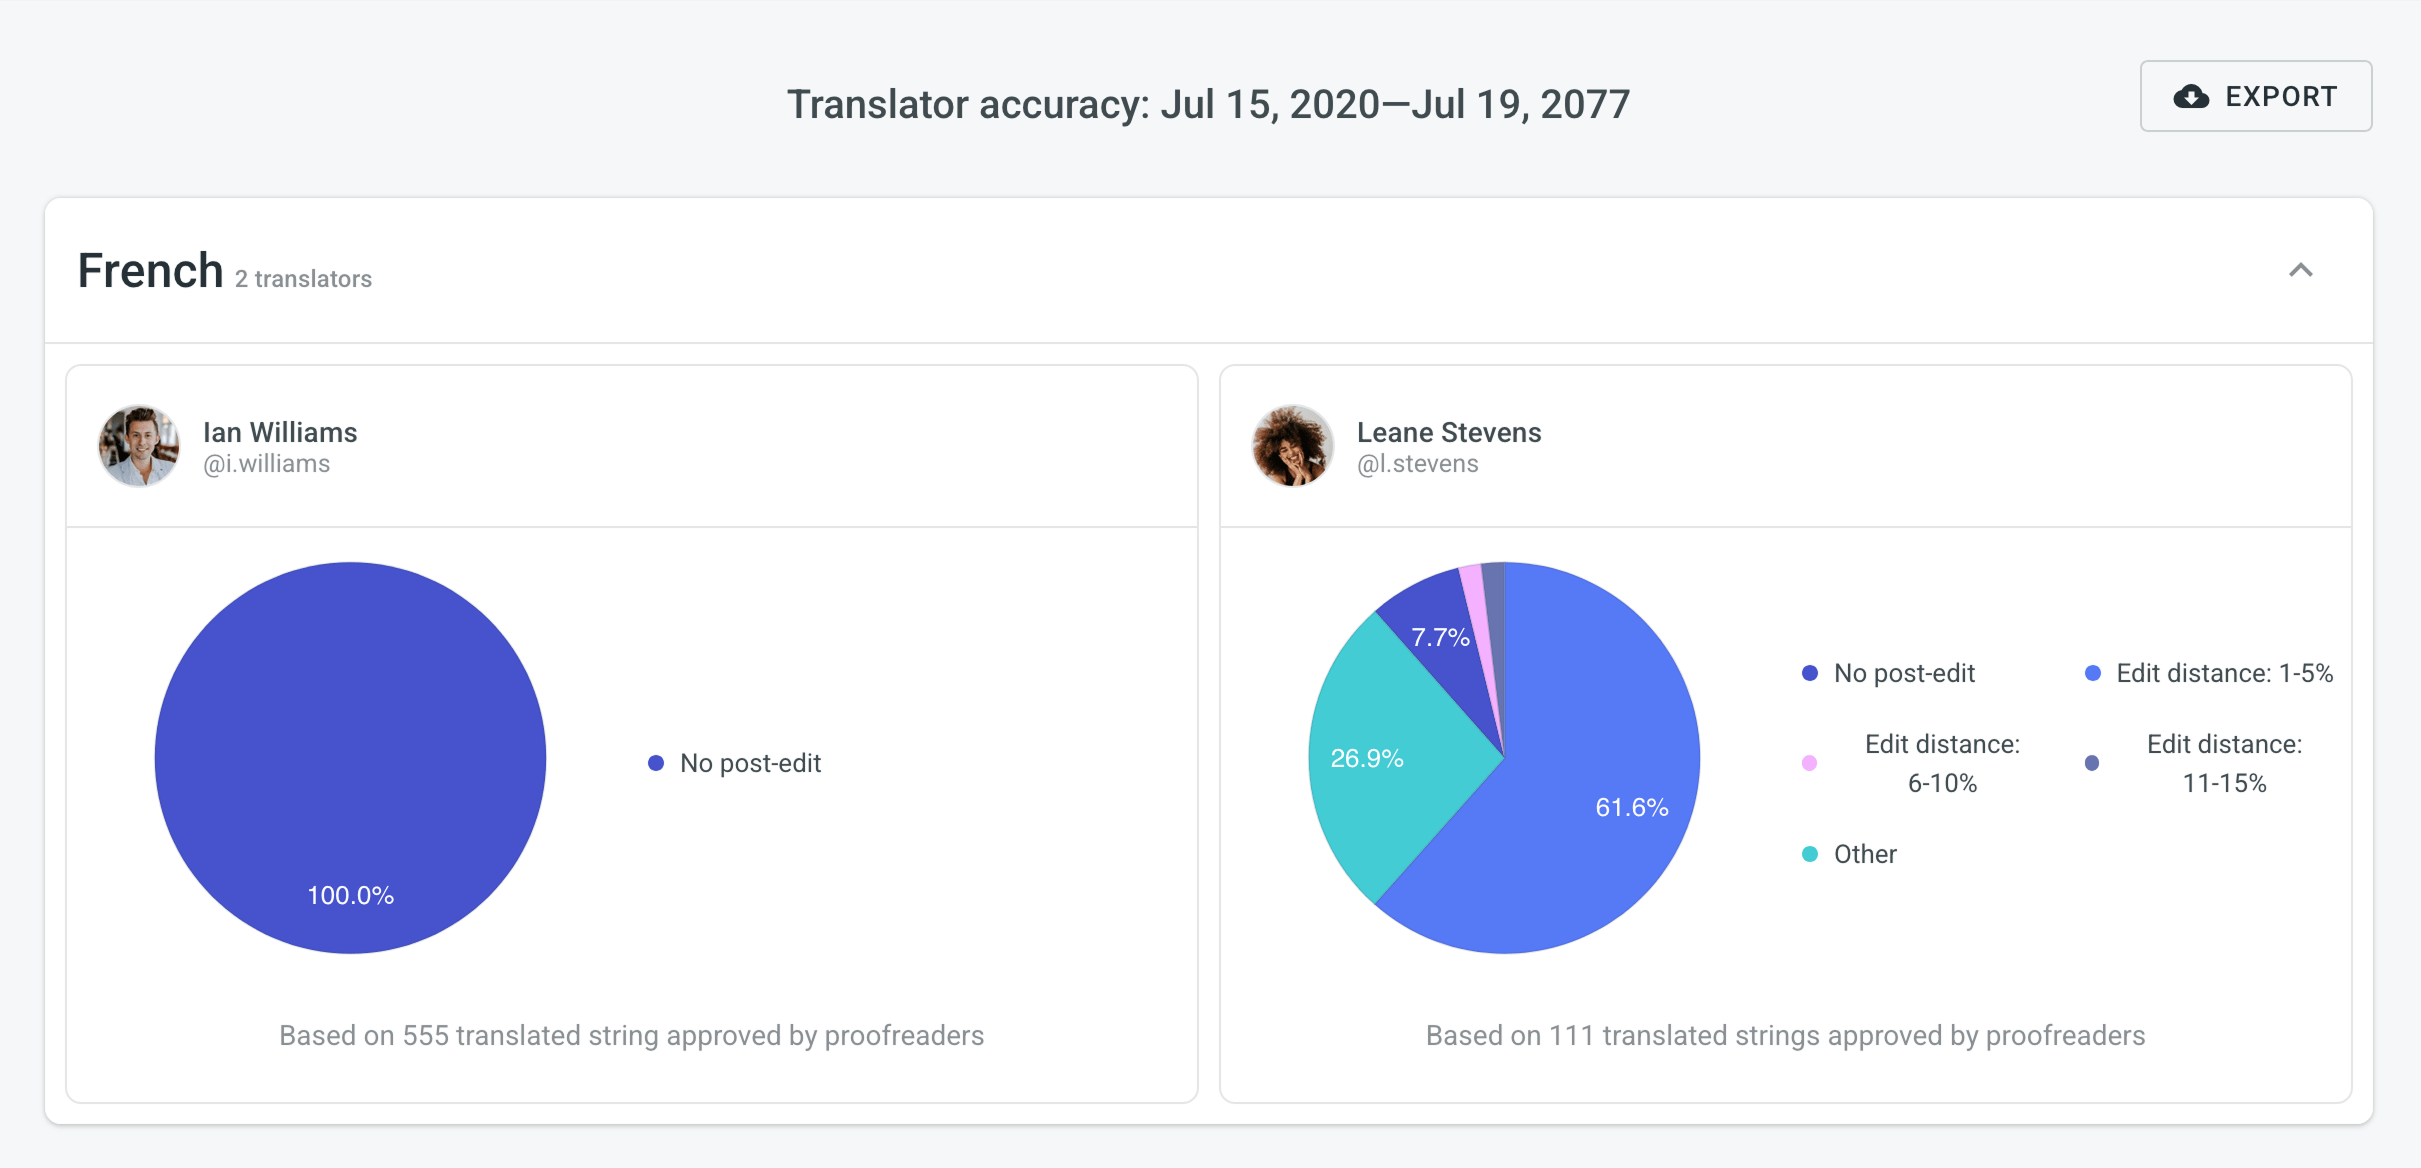 Translator accuracy: Jul 15, 2020—Jul 19, 2077
EXPORT
French 2 translators
Ian Williams
@i.williams
100.0%
No post-edit
Based on 555 translated string approved by proofreaders
Leane Stevens
@l.stevens
7.7%
26.9%
61.6%
No post-edit
Edit distance: 1-5%
Edit distance:
6-10%
Edit distance:
11-15%
Other
Based on 111 translated strings approved by proofreaders